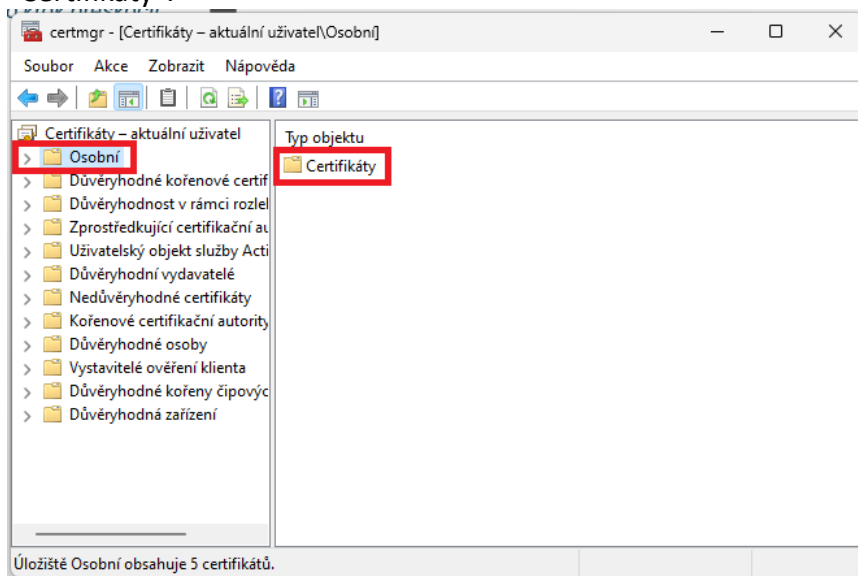 certmgr - [Certifikáty – aktuální uživatel\Osobní]
Soubor Akce Zobrazit Nápověda
Certifikáty – aktuální uživatel
Osobní
Důvěryhodné kořenové certif
Důvěryhodnost v rámci rozlel
Zprostředkující certifikační au
Uživatelský objekt služby Acti
Důvěryhodní vydavatelé
Nedůvěryhodné certifikáty
Kořenové certifikační autority
Důvěryhodné osoby
Vystavitelé ověření klienta
Důvěryhodné kořeny čipovýc
Důvěryhodná zařízení
Typ objektu
Certifikáty
Úložiště Osobní obsahuje 5 certifikátů.